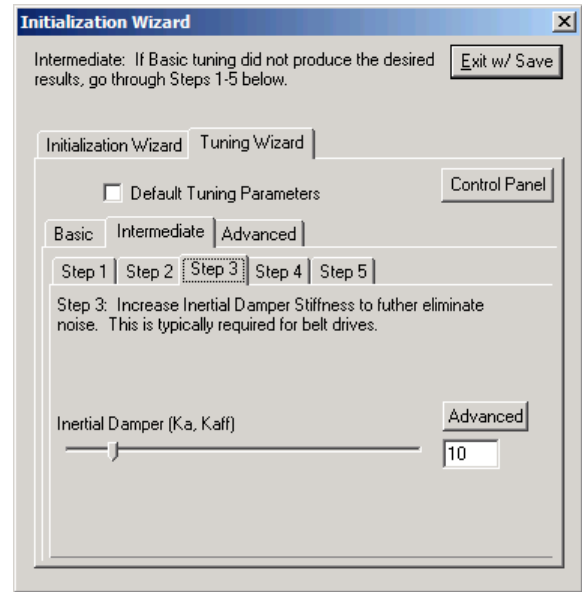 Initialization Wizard
Intermediate: If Basic tuning did not produce the desired
results, go through Steps 1-5 below.
Exit w/ Save
Initialization Wizard
Tuning Wizard
Default Tuning Parameters
Control Panel
Basic
Intermediate
Advanced
Step 1
Step 2
Step 3
Step 4
Step 5
Step 3: Increase Inertial Damper Stiffness to futher eliminate
noise. This is typically required for belt drives.
Inertial Damper (Ka, Kaff)
Advanced
10